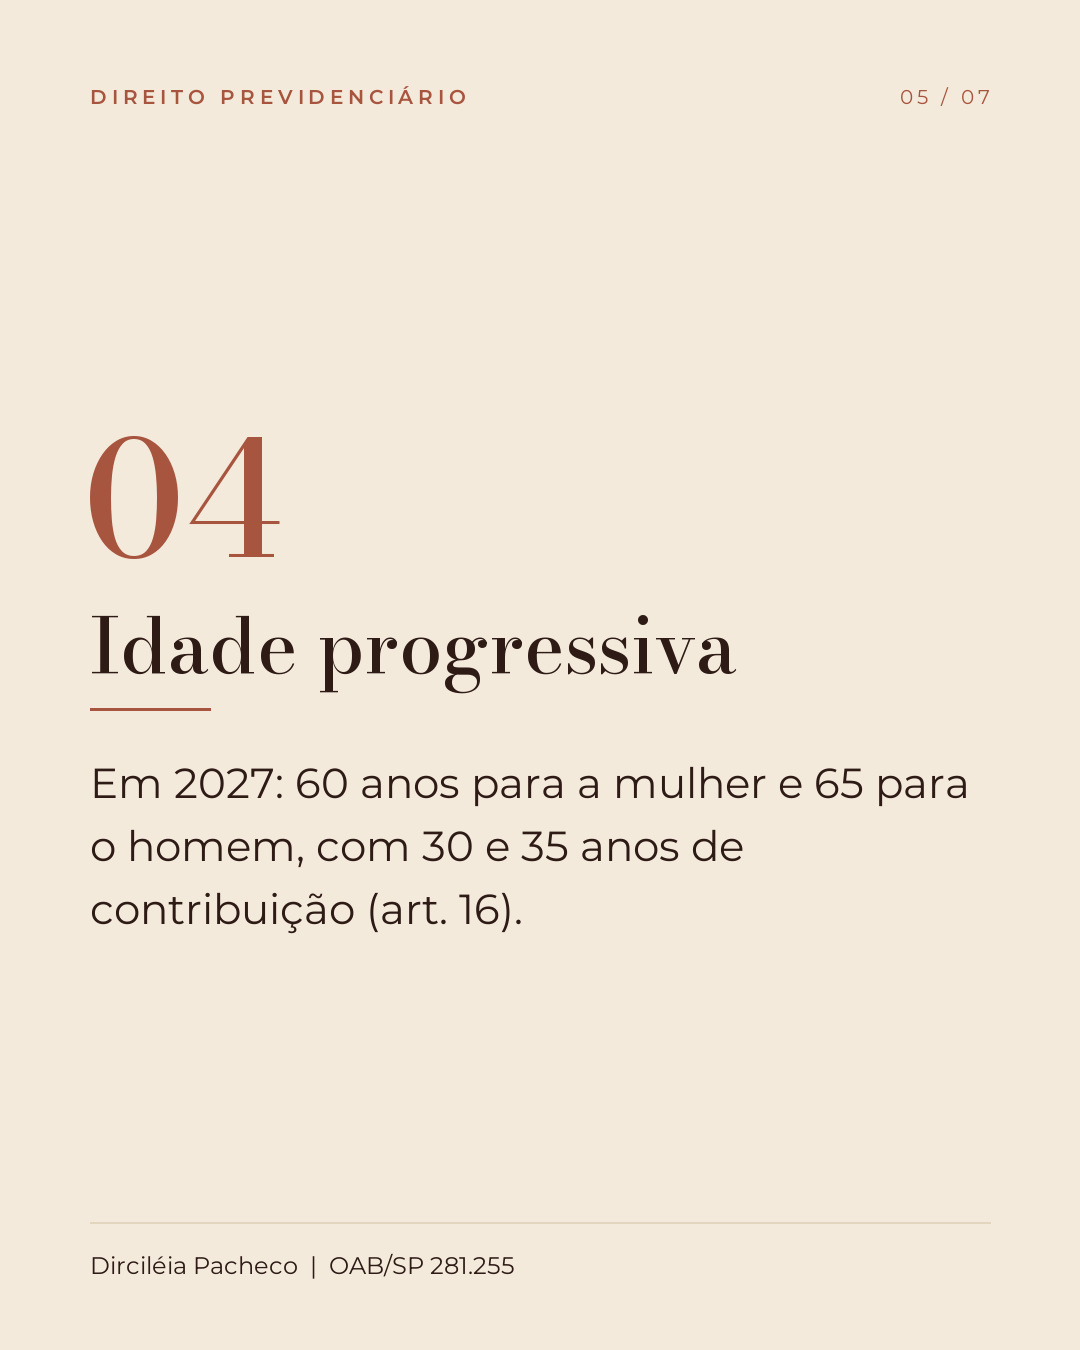 DIREITO PREVIDENCIÁRIO
05 / 07
04
Idade progressiva
Em 2027: 60 anos para a mulher e 65 para
o homem, com 30 e 35 anos de
contribuição (art. 16).
Dirciléia Pacheco | OAB/SP 281.255